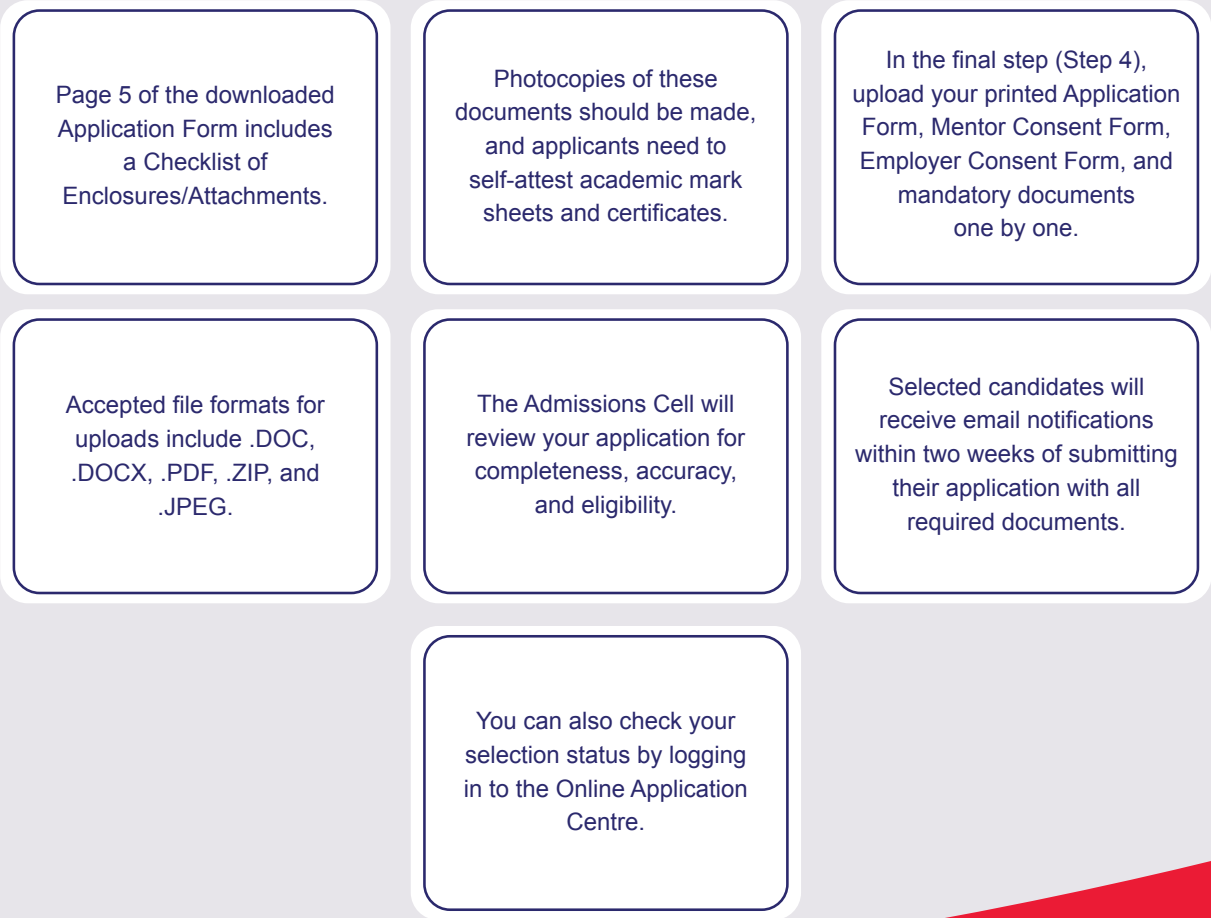 Page 5 of the downloaded
Application Form includes
a Checklist of
Enclosures/Attachments.
Photocopies of these
documents should be made,
and applicants need to
self-attest academic mark
sheets and certificates.
In the final step (Step 4),
upload your printed Application
Form, Mentor Consent Form,
Employer Consent Form, and
mandatory documents
one by one.
Accepted file formats for
uploads include .DOC,
.DOCX, .PDF, .ZIP, and
.JPEG.
The Admissions Cell will
review your application for
completeness, accuracy,
and eligibility.
Selected candidates will
receive email notifications
within two weeks of submitting
their application with all
required documents.
You can also check your
selection status by logging
in to the Online Application
Centre.